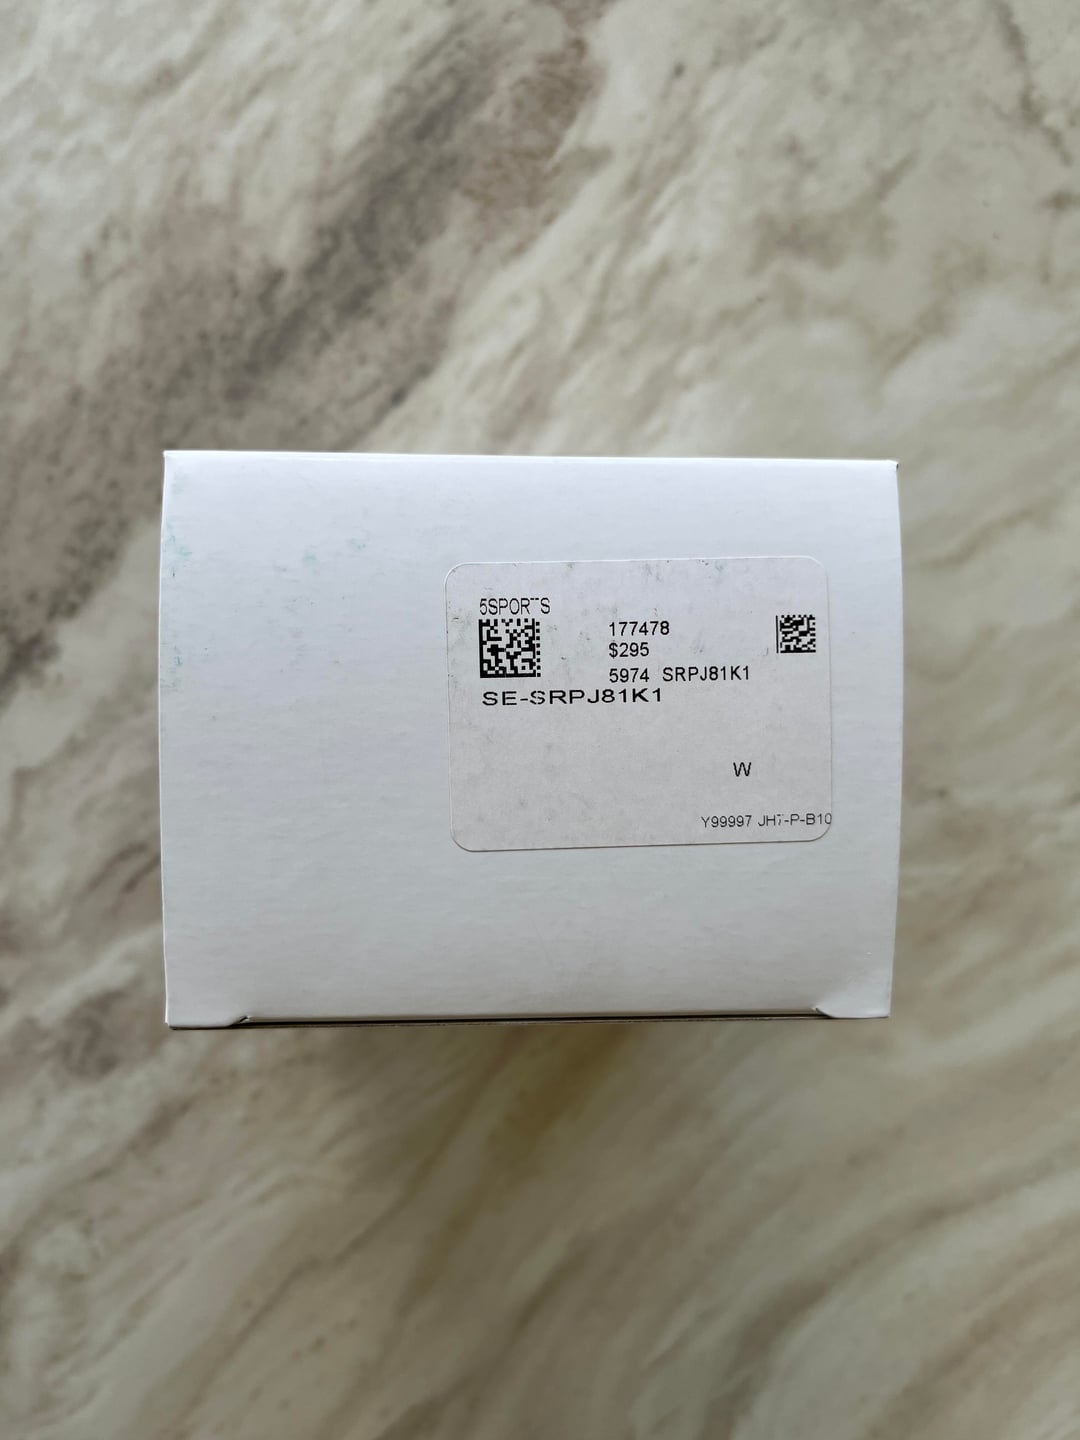 5SPORTS
177478
$295
5974 SRPJ81K1
SE-SRPJ81K1
W
Y99997 JH7-P-B10